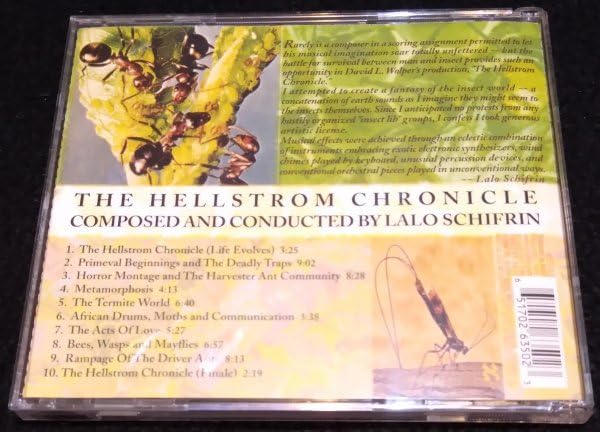 Rarely is a composer in a scoring assignment permitted to let
his musical imagination soar totally unfettered -- but the
battle for survival between man and insect provides such an
opportunity in David L. Wolper's production, "The Hellstrom
Chronicle."
I attempted to create a fantasy of the insect world -- a
concatenation of earth sounds as I imagine they might seem to
the insects themselves. Since I anticipated no protests from any
hastily organized "insect lib" groups, I confess I took generous
artistic license.
Musical effects were achieved through an eclectic combination
of instruments embracing exotic electronic synthesizers, wind
chimes played by keyboard, unusual percussion devices, and
conventional orchestral pieces played in unconventional ways.
-- Lalo Schifrin
THE HELLSTROM CHRONICLE
COMPOSED AND CONDUCTED BY LALO SCHIFRIN
1. The Hellstrom Chronicle (Life Evolves) 3:25
2. Primeval Beginnings and The Deadly Traps 9:02
3. Horror Montage and The Harvester Ant Community 8:28
4. Metamorphosis 4:13
5. The Termite World 6:40
6. African Drums, Moths and Communication 3:38
7. The Acts Of Love 5:27
8. Bees, Wasps and Mayflies 6:57
9. Rampage Of The Driver Ant 8:13
10. The Hellstrom Chronicle (Finale) 2:19
6 51702 63502 3